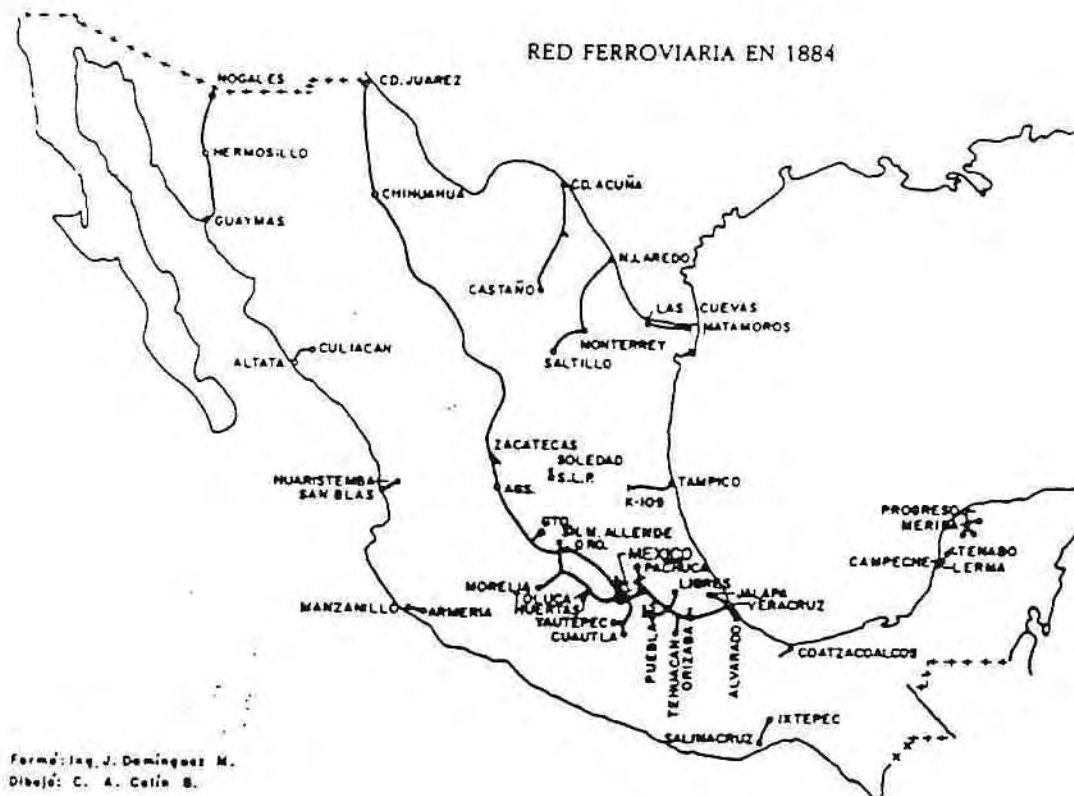 RED FERROVIARIA EN 1884
NOGALES
CD. JUAREZ
HERMOSILLO
CHIHUAHUA
CD. ACUÑA
GUAYMAS
N. LAREDO
CASTAÑO
LAS CUEVAS
MATAMOROS
MONTERREY
SALTILLO
CULIACAN
ALTATA
ZACATECAS
SOLEDAD
S.L.P.
HUARISTEMBA
SAN BLAS
AGS.
TAMPICO
K-109
PROGRESO
MERIDA
GTO.
M. ALLENDE
QRO.
MEXICO
PACHUCA
CAMPECHE
TENABO
LERMA
MORELIA
TOLUCA
LIBRES
JALAPA
HUERTAS
VERACRUZ
MANZANILLO
ARMERIA
YAUTEPEC
CUAUTLA
PUEBLA
TEHUACAN
ORIZABA
ALVARADO
COATZACOALCOS
IXTEPEC
SALINACRUZ
Formó: Ing. J. Domínguez M.
Dibujó: C. A. Colín B.